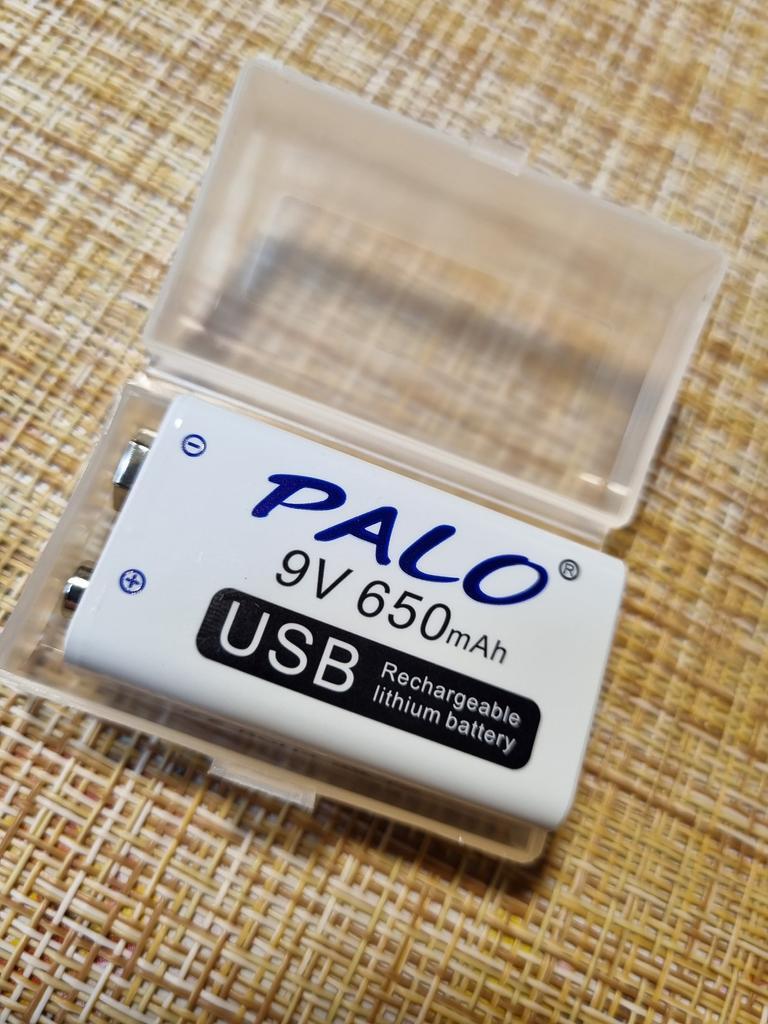 PALO®
9V 650mAh
USB Rechargeable
lithium battery